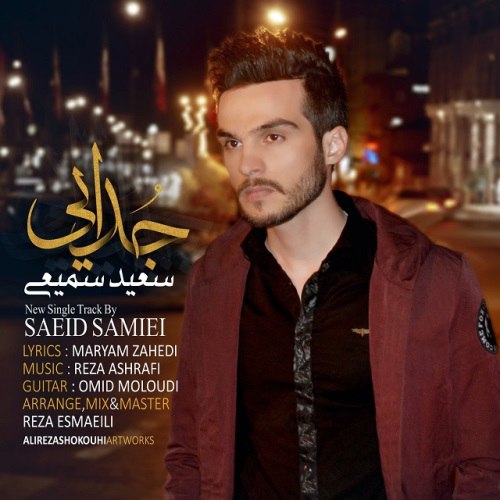 جُدایی
سعید سمیعی
New Single Track By
SAEID SAMIEI
LYRICS : MARYAM ZAHEDI
MUSIC : REZA ASHRAFI
GUITAR : OMID MOLOUDI
ARRANGE,MIX&MASTER
REZA ESMAEILI
ALIREZASHOKOUHIARTWORKS